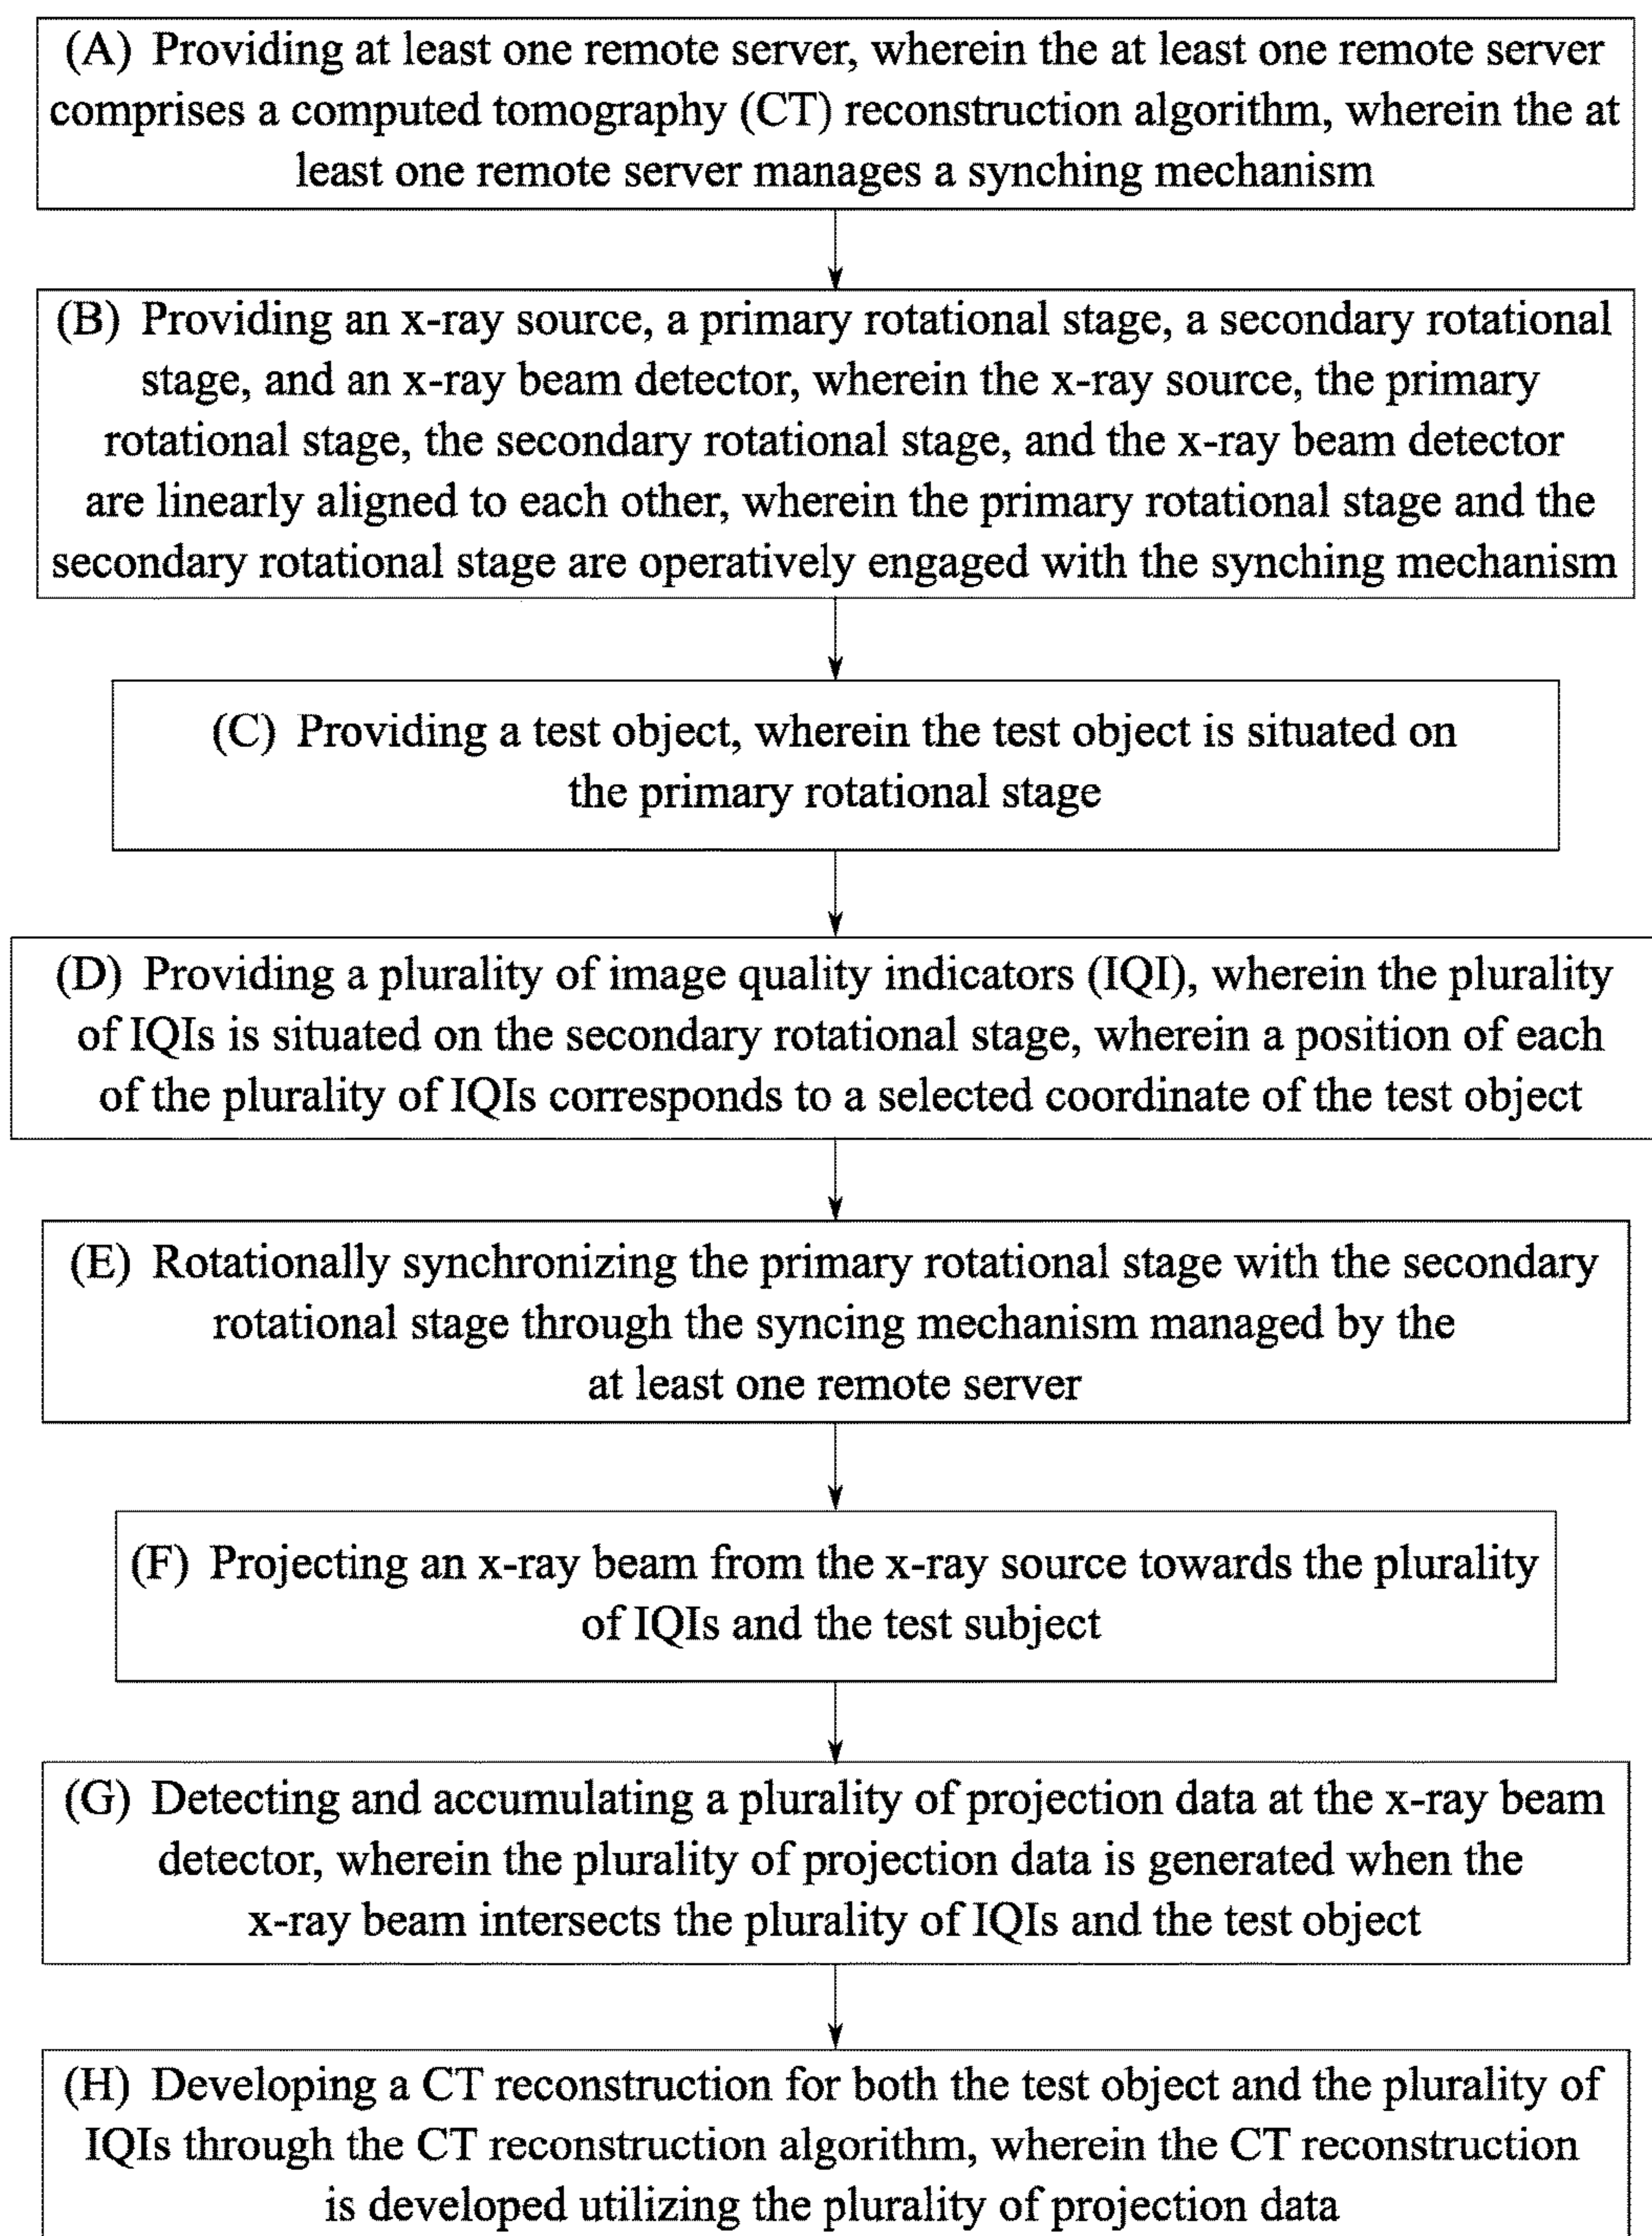 (A) Providing at least one remote server, wherein the at least one remote server
comprises a computed tomography (CT) reconstruction algorithm, wherein the at
least one remote server manages a synching mechanism
(B) Providing an x-ray source, a primary rotational stage, a secondary rotational
stage, and an x-ray beam detector, wherein the x-ray source, the primary
rotational stage, the secondary rotational stage, and the x-ray beam detector
are linearly aligned to each other, wherein the primary rotational stage and the
secondary rotational stage are operatively engaged with the synching mechanism
(C) Providing a test object, wherein the test object is situated on
the primary rotational stage
(D) Providing a plurality of image quality indicators (IQI), wherein the plurality
of IQIs is situated on the secondary rotational stage, wherein a position of each
of the plurality of IQIs corresponds to a selected coordinate of the test object
(E) Rotationally synchronizing the primary rotational stage with the secondary
rotational stage through the syncing mechanism managed by the
at least one remote server
(F) Projecting an x-ray beam from the x-ray source towards the plurality
of IQIs and the test subject
(G) Detecting and accumulating a plurality of projection data at the x-ray beam
detector, wherein the plurality of projection data is generated when the
x-ray beam intersects the plurality of IQIs and the test object
(H) Developing a CT reconstruction for both the test object and the plurality of
IQIs through the CT reconstruction algorithm, wherein the CT reconstruction
is developed utilizing the plurality of projection data